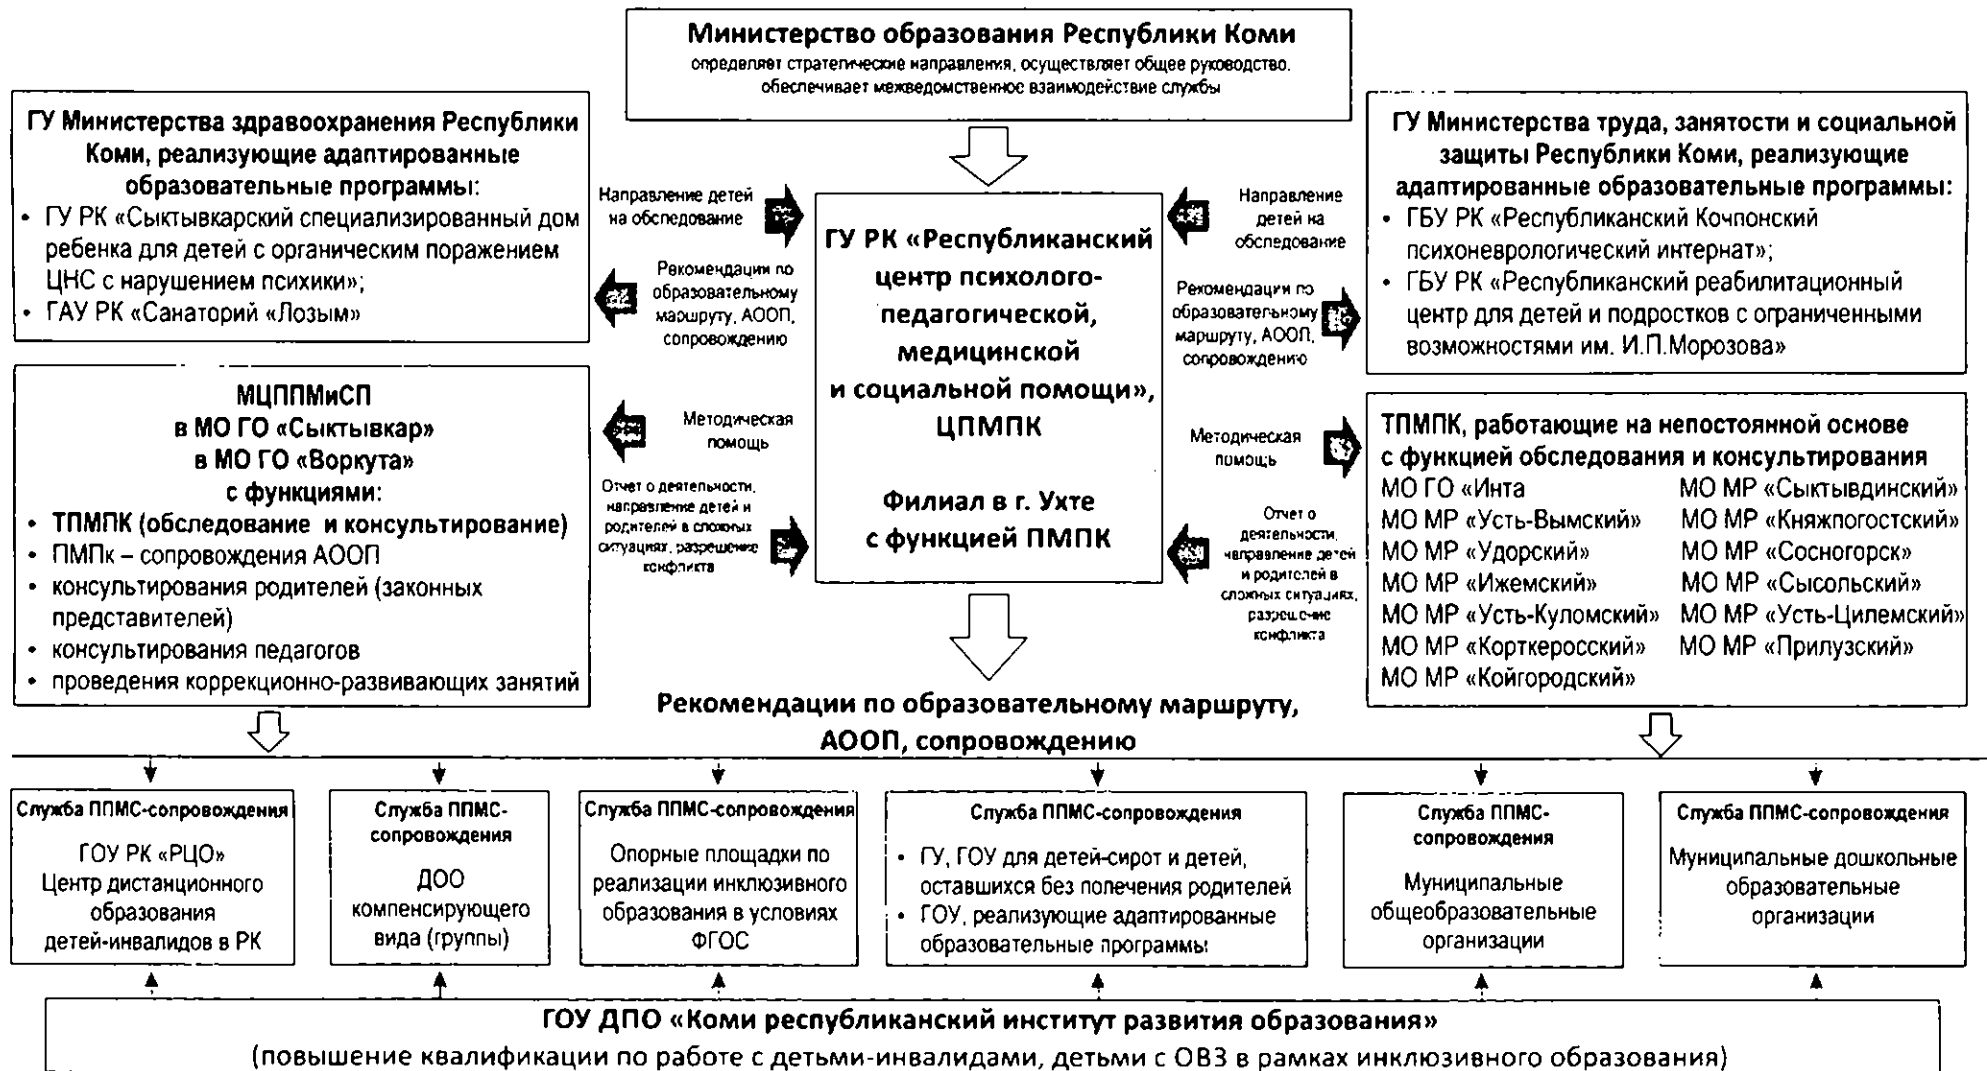 Министерство образования Республики Коми
определяет стратегические направления, осуществляет общее руководство,
обеспечивает межведомственное взаимодействие службы
ГУ Министерства здравоохранения Республики
Коми, реализующие адаптированные
образовательные программы:
• ГУ РК «Сыктывкарский специализированный дом
ребенка для детей с органическим поражением
ЦНС с нарушением психики»;
• ГАУ РК «Санаторий «Лозым»
Направление детей
на обследование
Рекомендации по
образовательному
маршруту, АООП,
сопровождению
ГУ РК «Республиканский
центр психолого-
педагогической,
медицинской
и социальной помощи»,
ЦПМПК
Филиал в г. Ухте
с функцией ПМПК
Направление
детей на
обследование
Рекомендации по
образовательному
маршруту, АООП,
сопровождению
ГУ Министерства труда, занятости и социальной
защиты Республики Коми, реализующие
адаптированные образовательные программы:
• ГБУ РК «Республиканский Кочпонский
психоневрологический интернат»;
• ГБУ РК «Республиканский реабилитационный
центр для детей и подростков с ограниченными
возможностями им. И.П.Морозова»
МЦППМиСП
в МО ГО «Сыктывкар»
в МО ГО «Воркута»
с функциями:
• ТПМПК (обследование и консультирование)
• ПМПк – сопровождения АООП
• консультирования родителей (законных
представителей)
• консультирования педагогов
• проведения коррекционно-развивающих занятий
Методическая
помощь
Отчет о деятельности,
направление детей и
родителей в сложных
ситуациях, разрешение
конфликта
Методическая
помощь
Отчет о
деятельности,
направление детей
и родителей в
сложных ситуациях,
разрешение
конфликта
ТПМПК, работающие на непостоянной основе
с функцией обследования и консультирования
МО ГО «Инта МО МР «Сыктывдинский»
МО МР «Усть-Вымский» МО МР «Княжпогостский»
МО МР «Удорский» МО МР «Сосногорск»
МО МР «Ижемский» МО МР «Сысольский»
МО МР «Усть-Куломский» МО МР «Усть-Цилемский»
МО МР «Корткеросский» МО МР «Прилузский»
МО МР «Койгородский»
Рекомендации по образовательному маршруту,
АООП, сопровождению
Служба ППМС-сопровождения
ГОУ РК «РЦО»
Центр дистанционного
образования
детей-инвалидов в РК
Служба ППМС-
сопровождения
ДОО
компенсирующего
вида (группы)
Служба ППМС-сопровождения
Опорные площадки по
реализации инклюзивного
образования в условиях
ФГОС
Служба ППМС-сопровождения
• ГУ, ГОУ для детей-сирот и детей,
оставшихся без попечения родителей
• ГОУ, реализующие адаптированные
образовательные программы
Служба ППМС-
сопровождения
Муниципальные
общеобразовательные
организации
Служба ППМС-сопровождения
Муниципальные дошкольные
образовательные
организации
ГОУ ДПО «Коми республиканский институт развития образования»
(повышение квалификации по работе с детьми-инвалидами, детьми с ОВЗ в рамках инклюзивного образования)